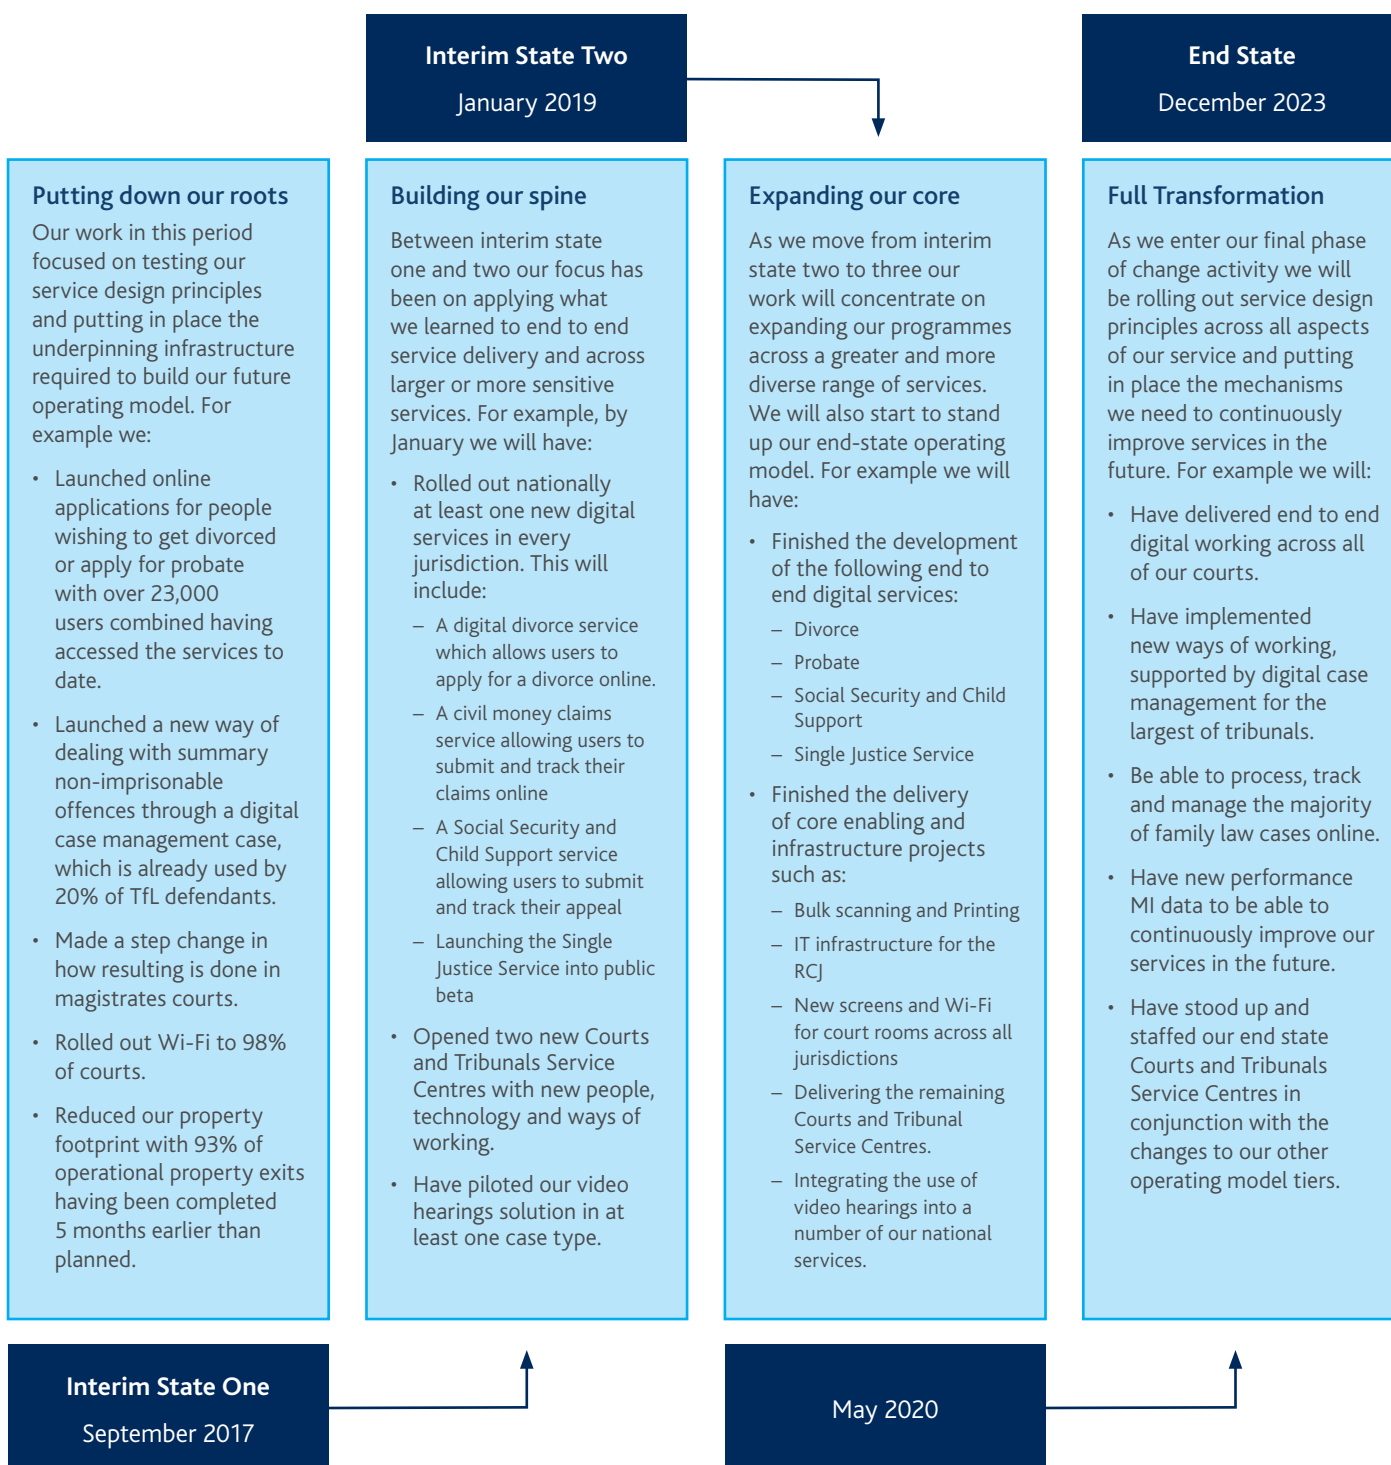 Interim State Two
January 2019
End State
December 2023
Putting down our roots
Our work in this period
focused on testing our
service design principles
and putting in place the
underpinning infrastructure
required to build our future
operating model. For
example we:
• Launched online
applications for people
wishing to get divorced
or apply for probate
with over 23,000
users combined having
accessed the services to
date.
• Launched a new way of
dealing with summary
non-imprisonable
offences through a digital
case management case,
which is already used by
20% of TfL defendants.
• Made a step change in
how resulting is done in
magistrates courts.
• Rolled out Wi-Fi to 98%
of courts.
• Reduced our property
footprint with 93% of
operational property exits
having been completed
5 months earlier than
planned.
Building our spine
Between interim state
one and two our focus has
been on applying what
we learned to end to end
service delivery and across
larger or more sensitive
services. For example, by
January we will have:
• Rolled out nationally
at least one new digital
services in every
jurisdiction. This will
include:
– A digital divorce service
which allows users to
apply for a divorce online.
– A civil money claims
service allowing users to
submit and track their
claims online
– A Social Security and
Child Support service
allowing users to submit
and track their appeal
– Launching the Single
Justice Service into public
beta
• Opened two new Courts
and Tribunals Service
Centres with new people,
technology and ways of
working.
• Have piloted our video
hearings solution in at
least one case type.
Expanding our core
As we move from interim
state two to three our
work will concentrate on
expanding our programmes
across a greater and more
diverse range of services.
We will also start to stand
up our end-state operating
model. For example we will
have:
• Finished the development
of the following end to
end digital services:
– Divorce
– Probate
– Social Security and Child
Support
– Single Justice Service
• Finished the delivery
of core enabling and
infrastructure projects
such as:
– Bulk scanning and Printing
– IT infrastructure for the
RCJ
– New screens and Wi-Fi
for court rooms across all
jurisdictions
– Delivering the remaining
Courts and Tribunal
Service Centres.
– Integrating the use of
video hearings into a
number of our national
services.
Full Transformation
As we enter our final phase
of change activity we will
be rolling out service design
principles across all aspects
of our service and putting
in place the mechanisms
we need to continuously
improve services in the
future. For example we will:
• Have delivered end to end
digital working across all
of our courts.
• Have implemented
new ways of working,
supported by digital case
management for the
largest of tribunals.
• Be able to process, track
and manage the majority
of family law cases online.
• Have new performance
MI data to be able to
continuously improve our
services in the future.
• Have stood up and
staffed our end state
Courts and Tribunals
Service Centres in
conjunction with the
changes to our other
operating model tiers.
Interim State One
September 2017
May 2020